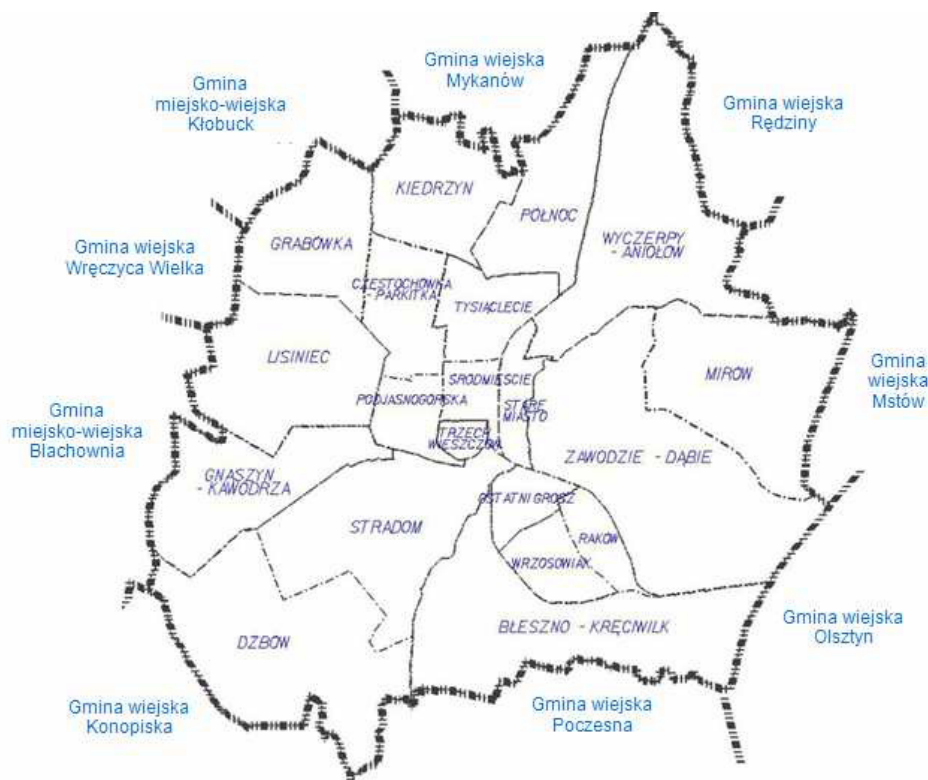 Gmina wiejska
Mykanów
Gmina
miejsko-wiejska
Kłobuck
Gmina wiejska
Rędziny
KIEDRZYN
PÓŁNOC
GRABÓWKA
WYCZERPY
- ANIOŁÓW
Gmina wiejska
Wręczyca Wielka
CZĘSTOCHÓWKA
- PARKITKA
TYSIĄCLECIE
LISINIEC
MIRÓW
Gmina
wiejska
Mstów
ŚRÓDMIEŚCIE
PODJASNOGÓRSKA
STARE
MIASTO
Gmina
miejsko-wiejska
Blachownia
TRZECH
WIESZCZÓW
ZAWODZIE - DĄBIE
GNASZYN
- KAWODRZA
OSTATNI GROSZ
STRADOM
RAKÓW
WRZOSOWIAK
DŹBÓW
BŁESZNO - KRĘCIWILK
Gmina wiejska
Olsztyn
Gmina wiejska
Konopiska
Gmina wiejska
Poczesna